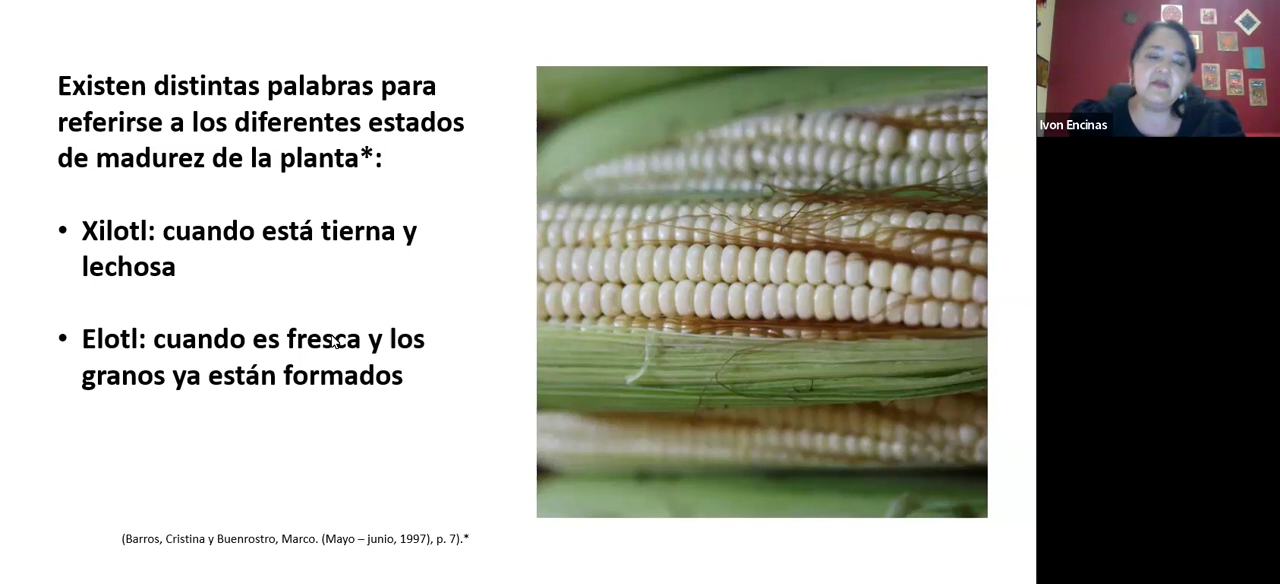 Existen distintas palabras para
referirse a los diferentes estados
de madurez de la planta*:
• Xilotl: cuando está tierna y
lechosa
• Elotl: cuando es fresca y los
granos ya están formados
(Barros, Cristina y Buenrostro, Marco. (Mayo – junio, 1997), p. 7).*
Ivon Encinas